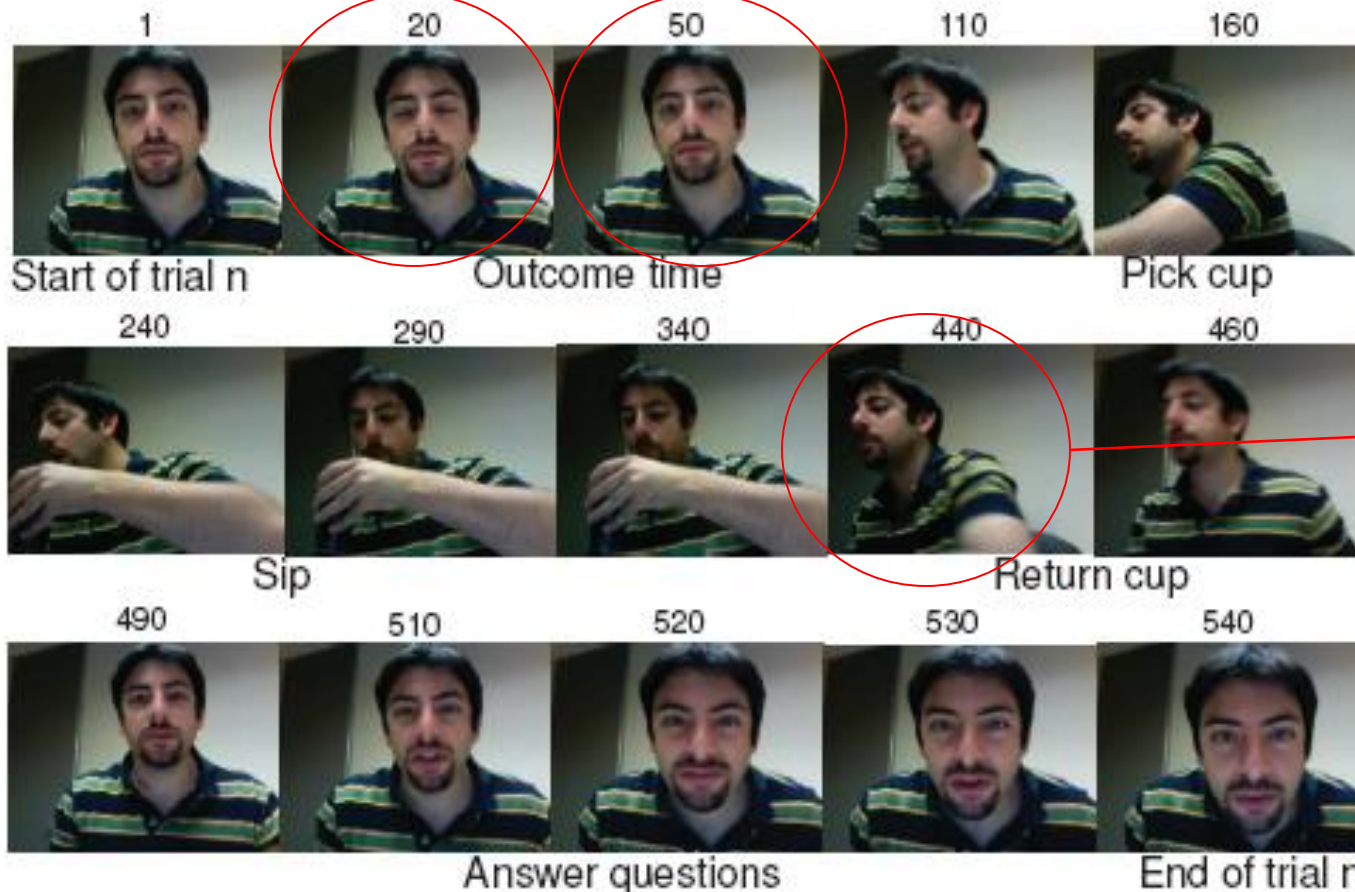 1 20 50 110 160
Start of trial n Outcome time Pick cup
240 290 340 440 460
Sip Return cup
490 510 520 530 540
Answer questions End of trial n